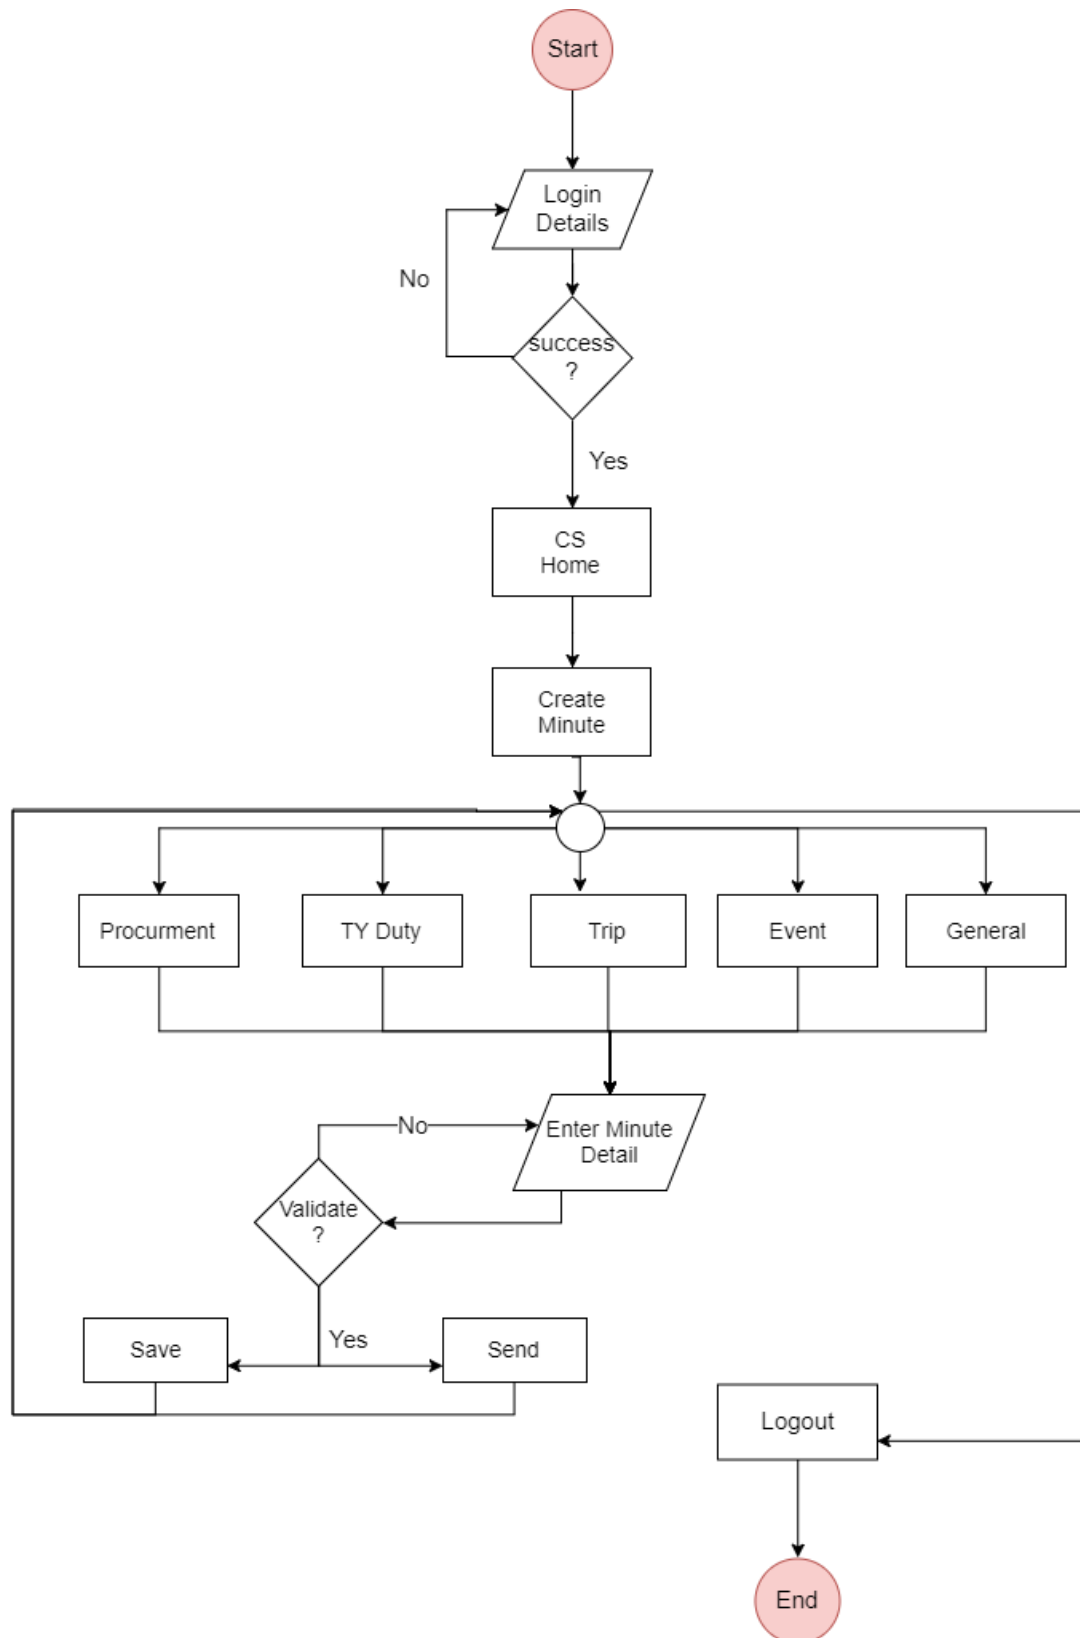 Start
Login
Details
No
success
?
Yes
CS
Home
Create
Minute
Procurment
TY Duty
Trip
Event
General
No
Enter Minute
Detail
Validate
?
Yes
Save
Send
Logout
End